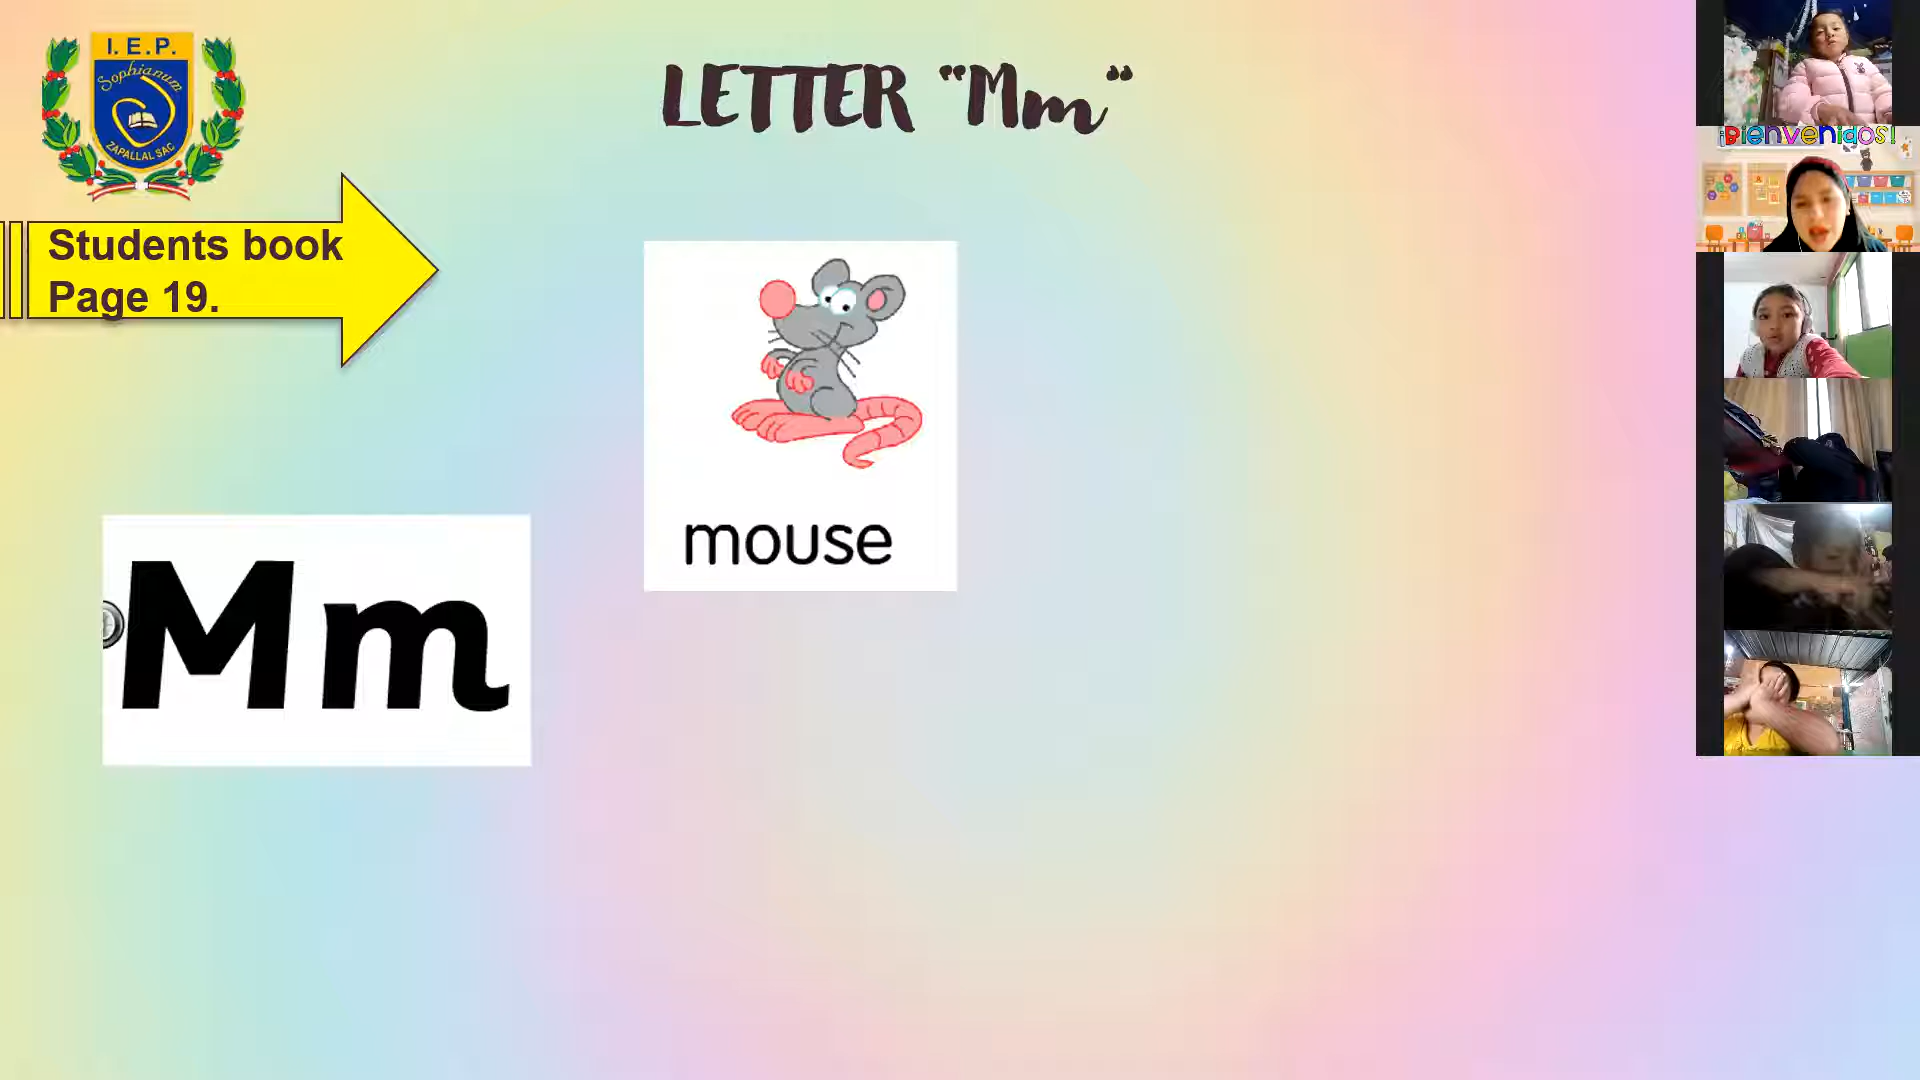 I.E.P.
Sophianum
ZAPALLAL SAC
LETTER "Mm"
Students book
Page 19.
mouse
Mm
¡Bienvenidos!